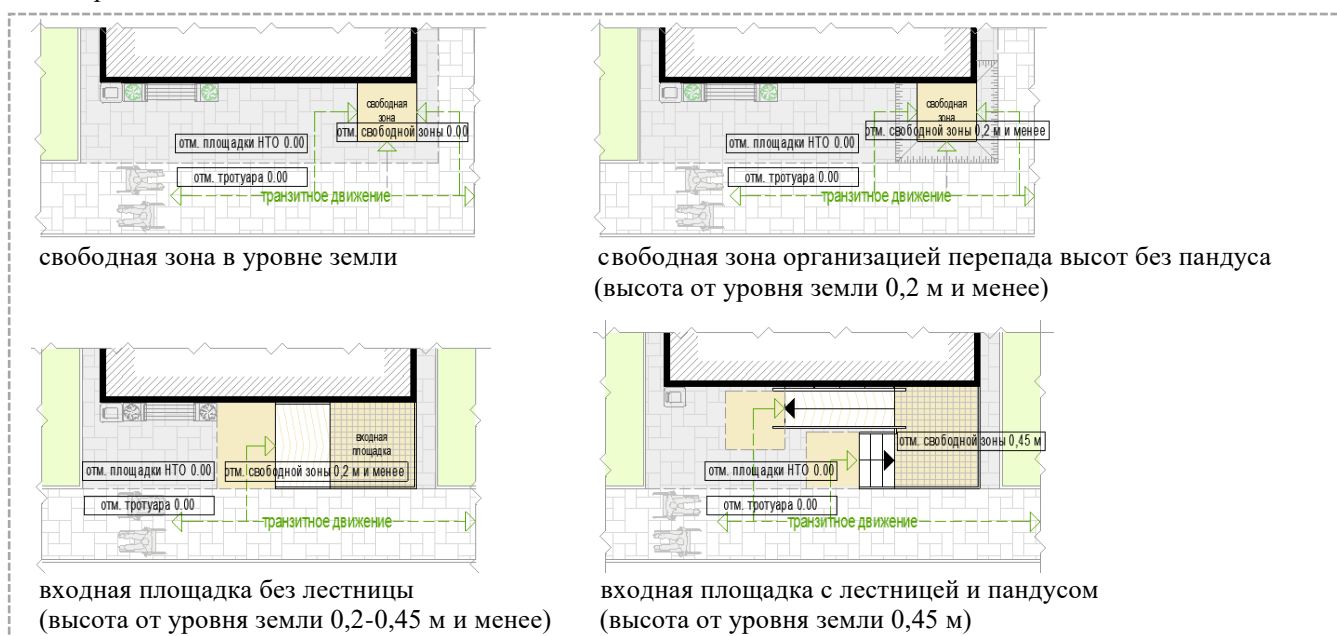 свободная
зона
отм. свободной зоны 0.00
отм. площадки НТО 0.00
отм. тротуара 0.00
транзитное движение
свободная зона в уровне земли
свободная
зона
отм. свободной зоны 0,2 м и менее
отм. площадки НТО 0.00
отм. тротуара 0.00
транзитное движение
свободная зона организацией перепада высот без пандуса
(высота от уровня земли 0,2 м и менее)
входная
площадка
отм. площадки НТО 0.00
отм. свободной зоны 0,2 м и менее
отм. тротуара 0.00
транзитное движение
входная площадка без лестницы
(высота от уровня земли 0,2-0,45 м и менее)
отм. свободной зоны 0,45 м
отм. площадки НТО 0.00
отм. тротуара 0.00
транзитное движение
входная площадка с лестницей и пандусом
(высота от уровня земли 0,45 м)